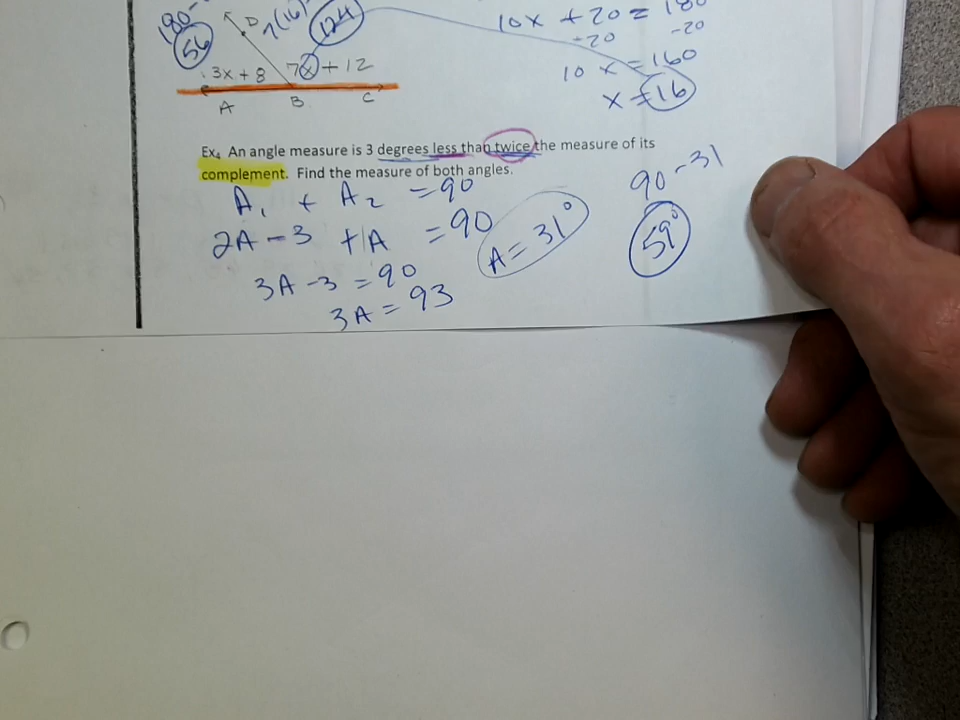 180-
56
D
7(16)
124
3x + 8
7x + 12
A B C
10x + 20 = 180
-20 -20
10 x = 160
x = 16
Ex4 An angle measure is 3 degrees less than twice the measure of its
complement. Find the measure of both angles.
A1 + A2 = 90
2A - 3 + A = 90
3A - 3 = 90
3A = 93
A = 31°
90 - 31
59°